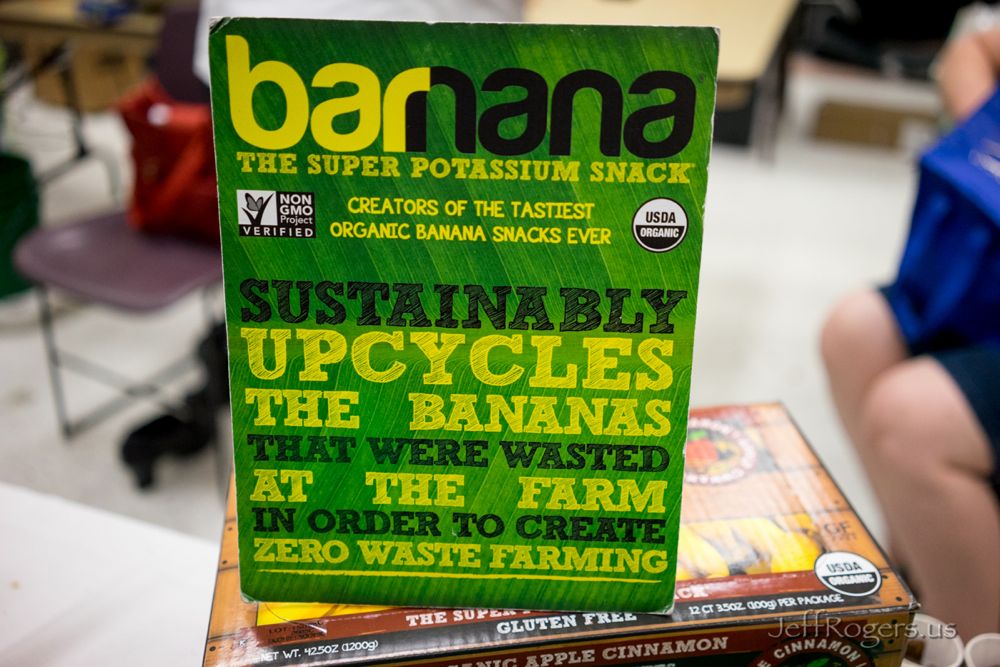 barnana
THE SUPER POTASSIUM SNACK
NON
GMO
Project
VERIFIED
CREATORS OF THE TASTIEST
ORGANIC BANANA SNACKS EVER
USDA
ORGANIC
SUSTAINABLY
UPCYCLES
THE BANANAS
THAT WERE WASTED
AT THE FARM
IN ORDER TO CREATE
ZERO WASTE FARMING
USDA
ORGANIC
THE SUPER
12 CT 3.5OZ (100g) PER PACKAGE
GLUTEN FREE
NET WT. 42.5OZ (1200g)
APPLE CINNAMON
CINNAMON
JeffRogers.us